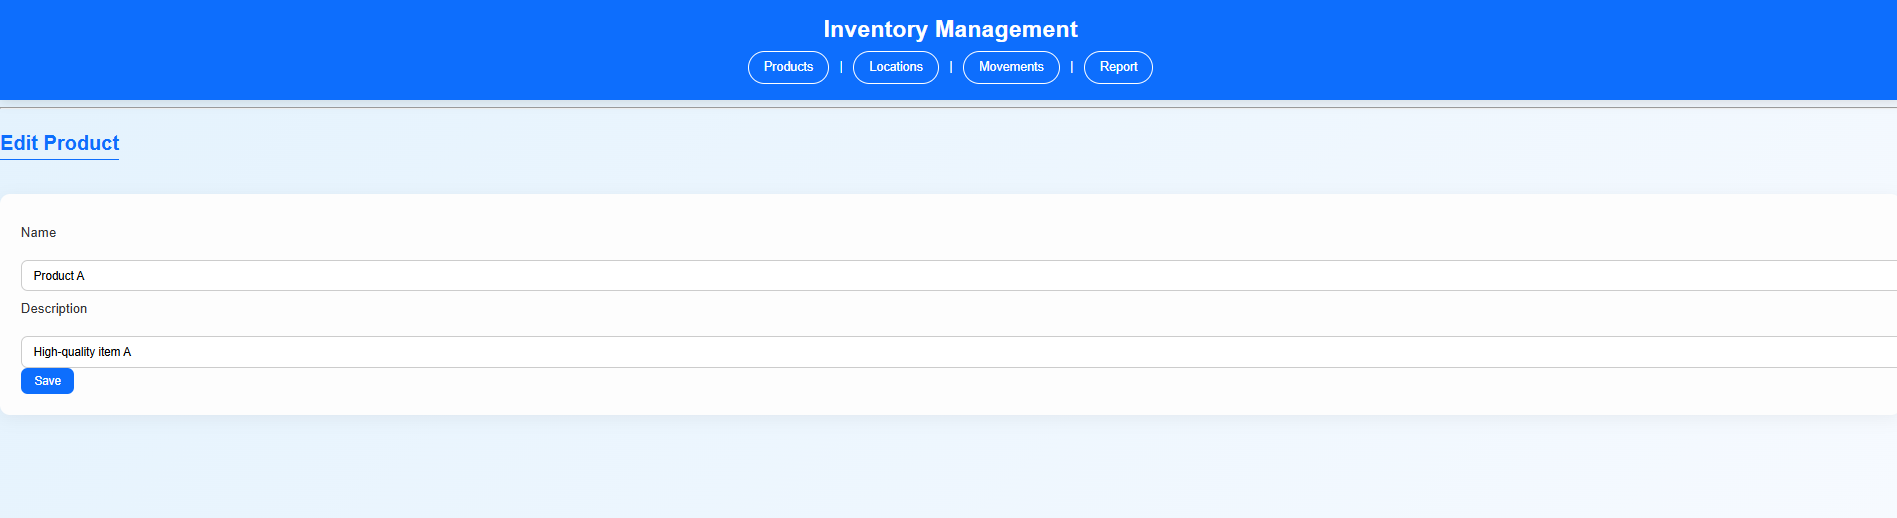 Inventory Management
Products | Locations | Movements | Report
Edit Product
Name
Product A
Description
High-quality item A
Save